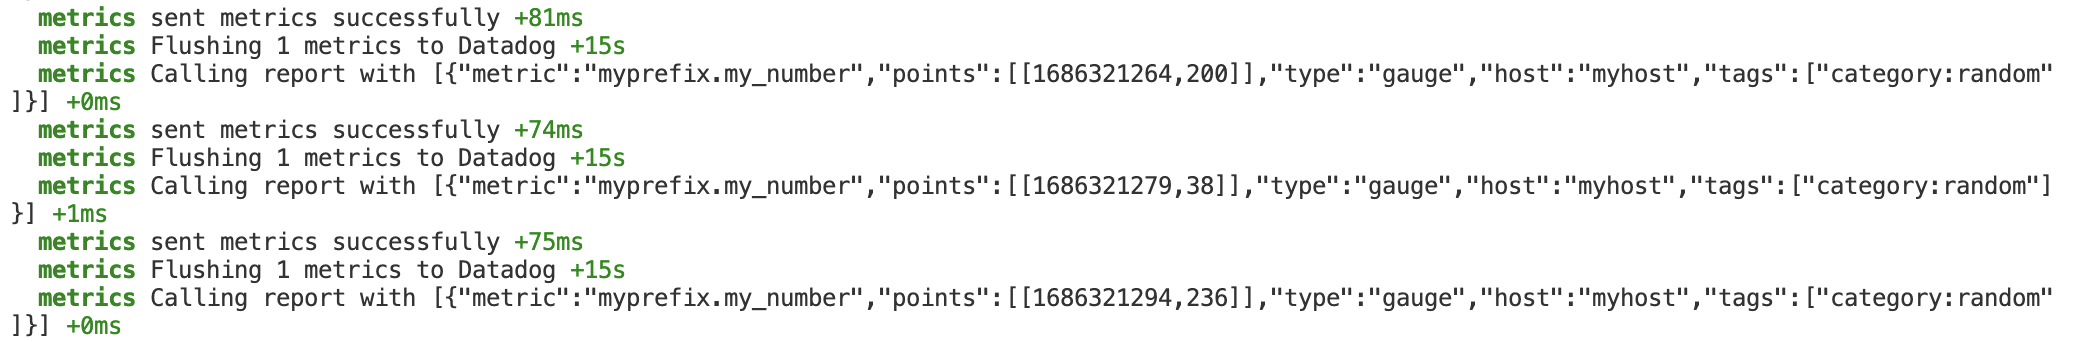 metrics sent metrics successfully +81ms
metrics Flushing 1 metrics to Datadog +15s
metrics Calling report with [{"metric":"myprefix.my_number","points":[[1686321264,200]],"type":"gauge","host":"myhost","tags":["category:random"
]}] +0ms
metrics sent metrics successfully +74ms
metrics Flushing 1 metrics to Datadog +15s
metrics Calling report with [{"metric":"myprefix.my_number","points":[[1686321279,38]],"type":"gauge","host":"myhost","tags":["category:random"]
}] +1ms
metrics sent metrics successfully +75ms
metrics Flushing 1 metrics to Datadog +15s
metrics Calling report with [{"metric":"myprefix.my_number","points":[[1686321294,236]],"type":"gauge","host":"myhost","tags":["category:random"
]}] +0ms